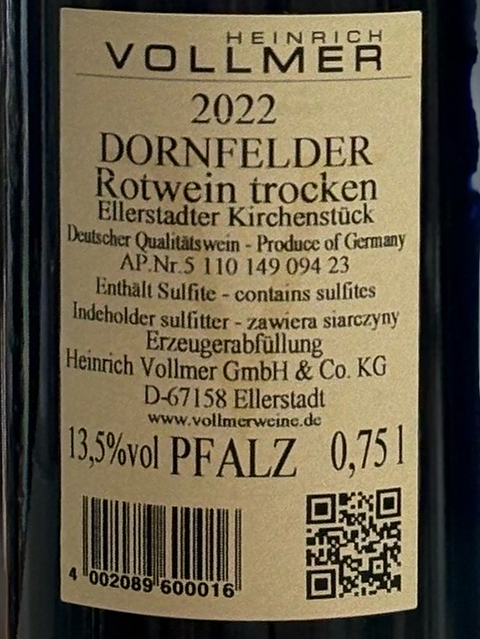 HEINRICH
VOLLMER
2022
DORNFELDER
Rotwein trocken
Ellerstadter Kirchenstück
Deutscher Qualitätswein - Produce of Germany
AP.Nr.5 110 149 094 23
Enthält Sulfite - contains sulfites
Indeholder sulfitter - zawiera siarczyny
Erzeugerabfüllung
Heinrich Vollmer GmbH & Co. KG
D-67158 Ellerstadt
www.vollmerweine.de
13,5%vol PFALZ 0,75 l
4 002089 600016